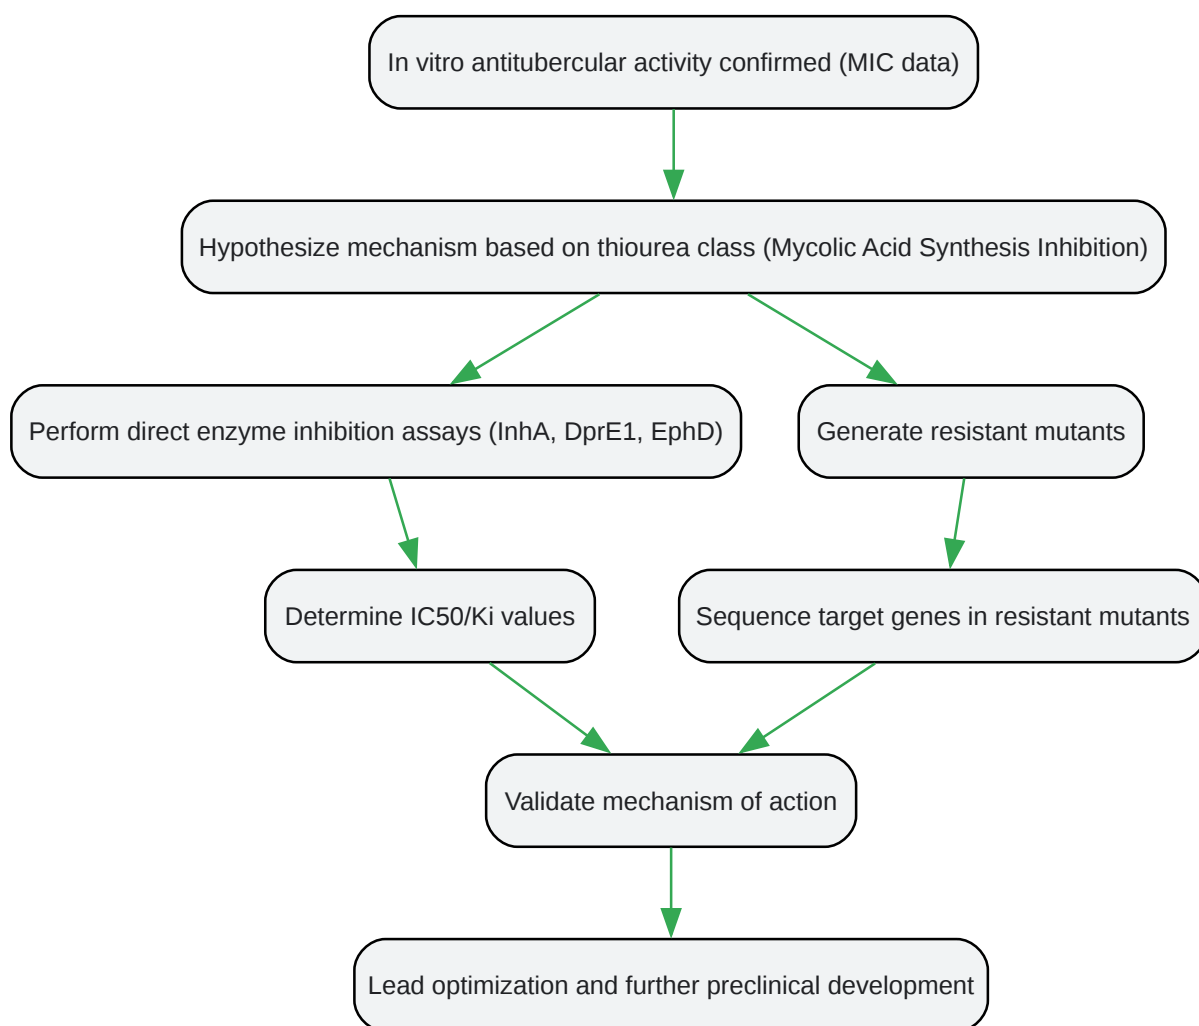 In vitro antitubercular activity confirmed (MIC data)
Hypothesize mechanism based on thiourea class (Mycolic Acid Synthesis Inhibition)
Perform direct enzyme inhibition assays (InhA, DprE1, EphD)
Generate resistant mutants
Determine IC50/Ki values
Sequence target genes in resistant mutants
Validate mechanism of action
Lead optimization and further preclinical development